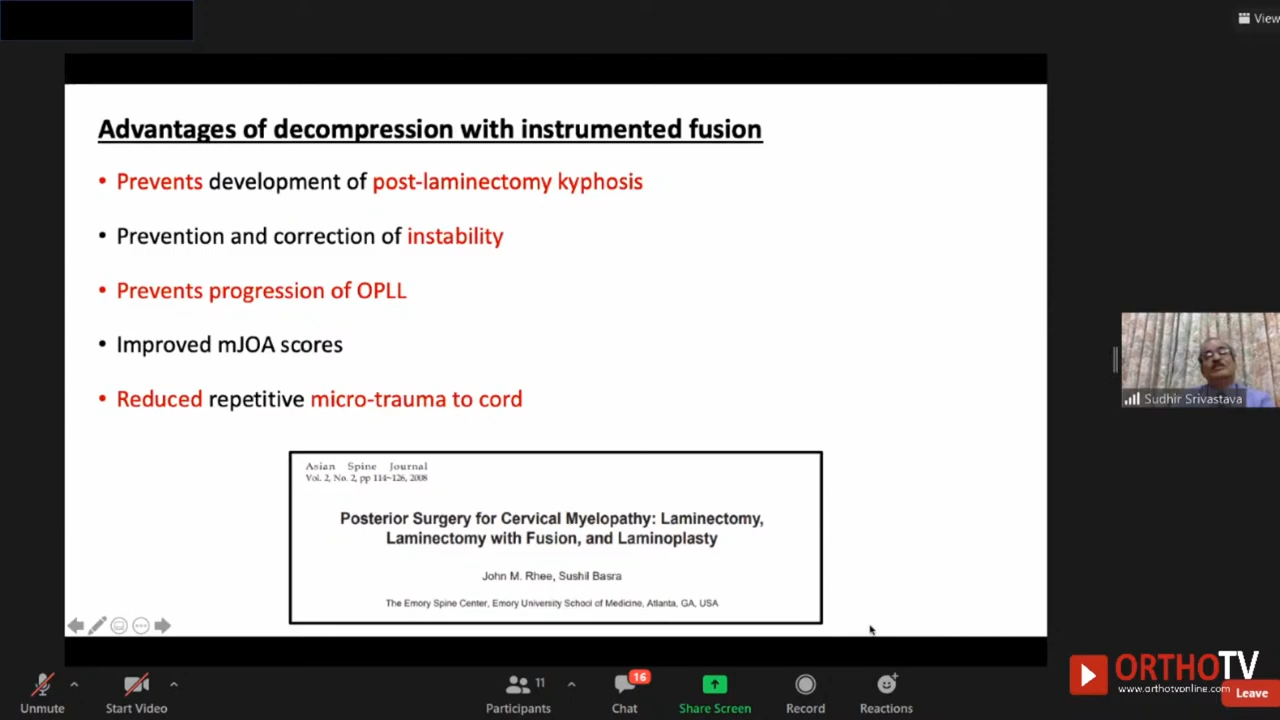 View
Advantages of decompression with instrumented fusion
• Prevents development of post-laminectomy kyphosis
• Prevention and correction of instability
• Prevents progression of OPLL
• Improved mJOA scores
• Reduced repetitive micro-trauma to cord
Asian Spine Journal
Vol. 2, No. 2, pp 114~126, 2008
Posterior Surgery for Cervical Myelopathy: Laminectomy,
Laminectomy with Fusion, and Laminoplasty
John M. Rhee, Sushil Basra
The Emory Spine Center, Emory University School of Medicine, Atlanta, GA, USA
Sudhir Srivastava
Unmute
Start Video
11
Participants
16
Chat
Share Screen
Record
Reactions
ORTHOTV
www.orthotvonline.com
Leave